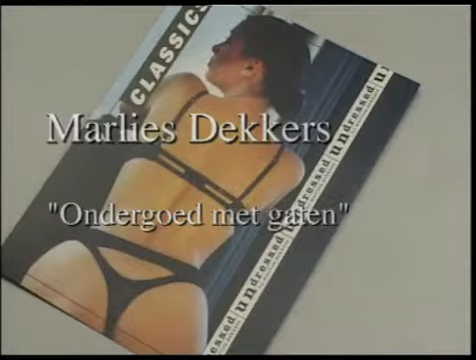 CLASSICS
Marlies Dekkers
"Ondergoed met gaten"
undressed
undressed
undressed